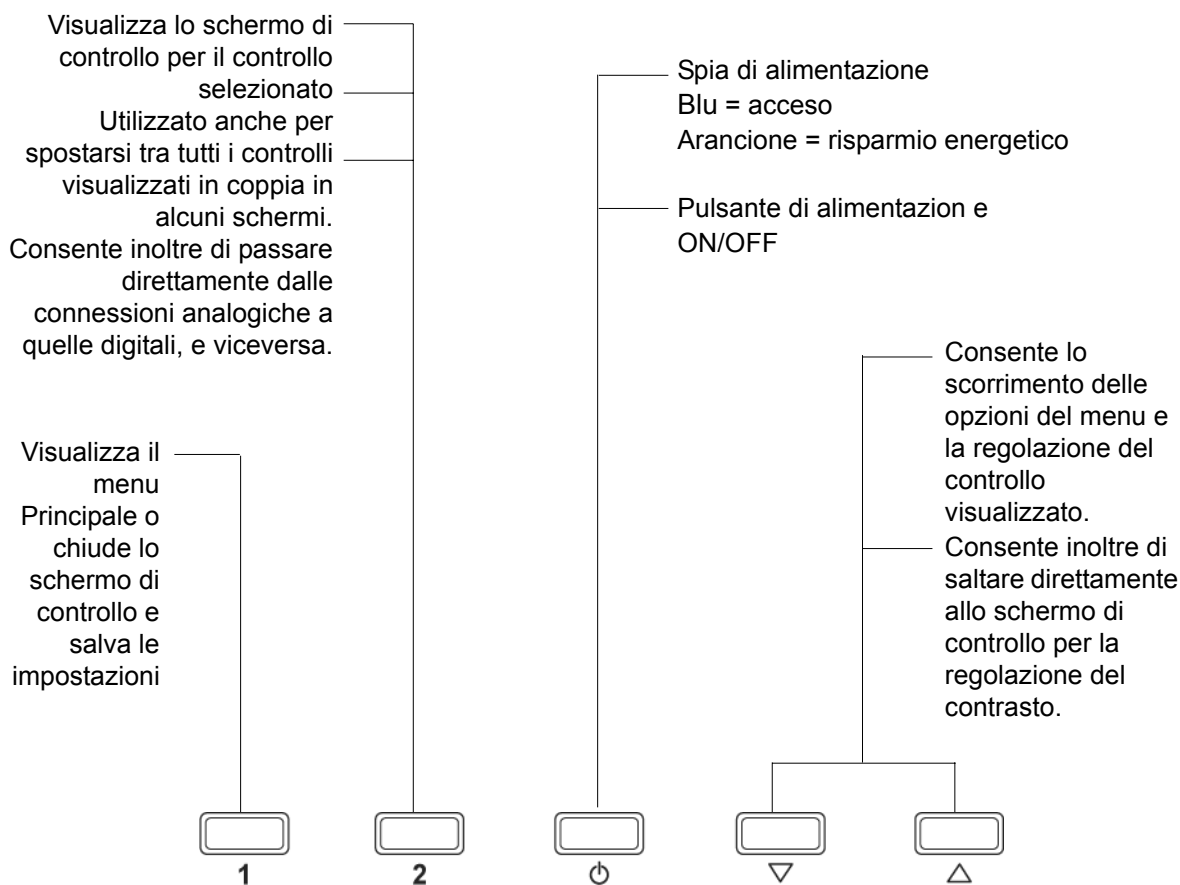 Visualizza lo schermo di
controllo per il controllo
selezionato
Utilizzato anche per
spostarsi tra tutti i controlli
visualizzati in coppia in
alcuni schermi.
Consente inoltre di passare
direttamente dalle
connessioni analogiche a
quelle digitali, e viceversa.
Spia di alimentazione
Blu = acceso
Arancione = risparmio energetico
Pulsante di alimentazion e
ON/OFF
Visualizza il
menu
Principale o
chiude lo
schermo di
controllo e
salva le
impostazioni
Consente lo
scorrimento delle
opzioni del menu e
la regolazione del
controllo
visualizzato.
Consente inoltre di
saltare direttamente
allo schermo di
controllo per la
regolazione del
contrasto.
1
2